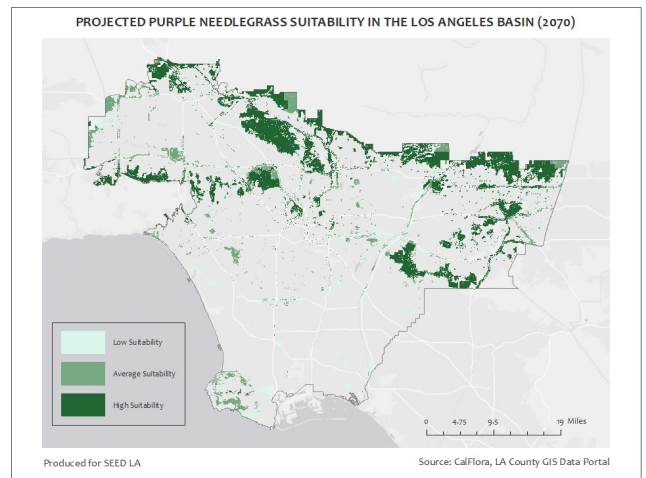 PROJECTED PURPLE NEEDLEGRASS SUITABILITY IN THE LOS ANGELES BASIN (2070)
Low Suitability
Average Suitability
High Suitability
0 4.75 9.5 19 Miles
Produced for SEED LA
Source: CalFlora, LA County GIS Data Portal